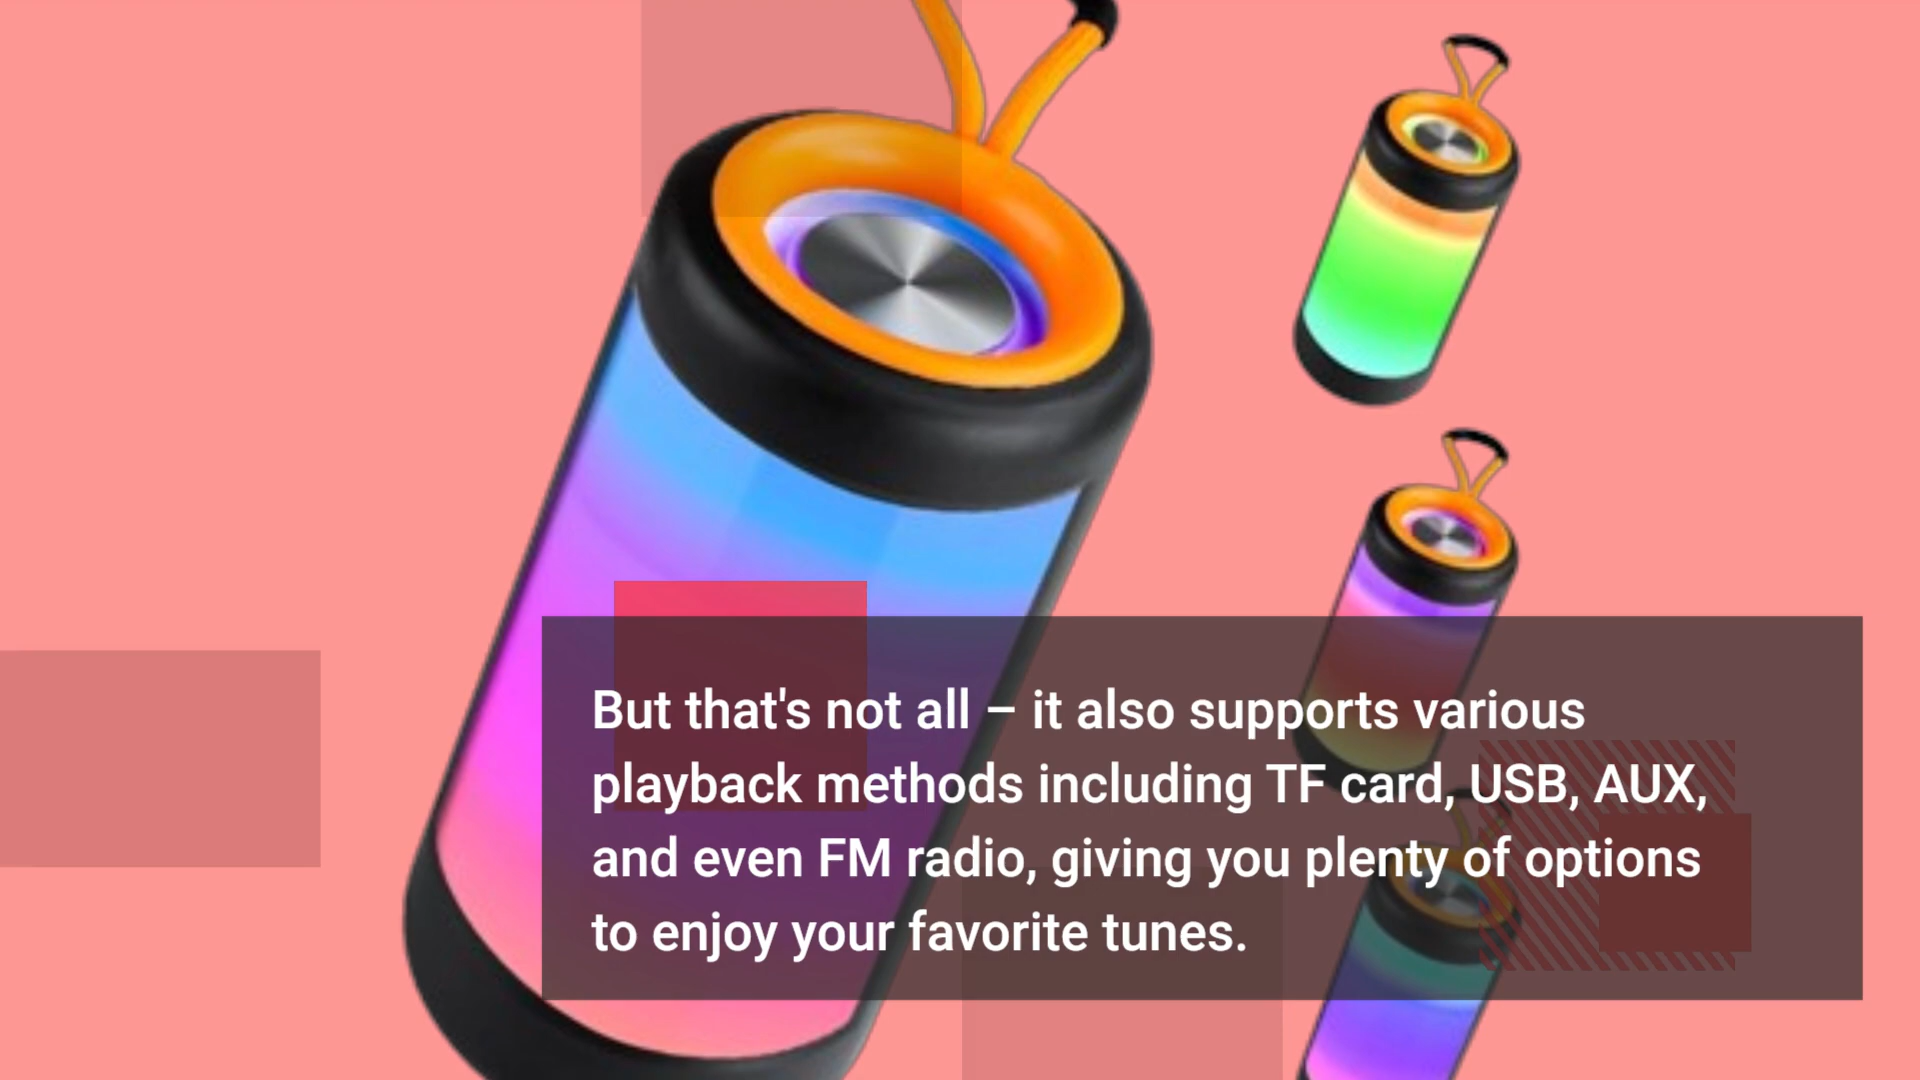 But that's not all – it also supports various
playback methods including TF card, USB, AUX,
and even FM radio, giving you plenty of options
to enjoy your favorite tunes.